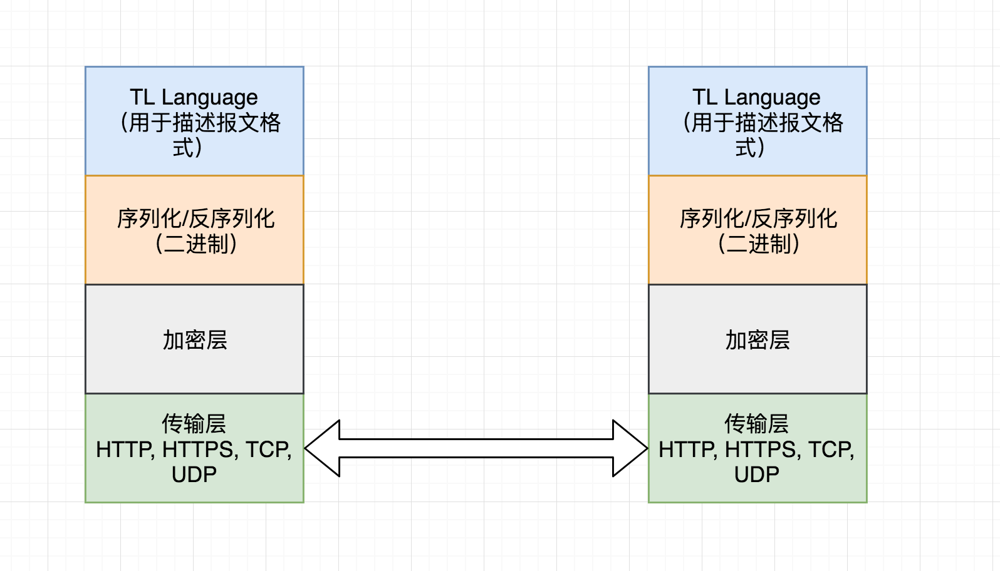 TL Language
（用于描述报文格
式）
序列化/反序列化
（二进制）
加密层
传输层
HTTP, HTTPS, TCP,
UDP
TL Language
（用于描述报文格
式）
序列化/反序列化
（二进制）
加密层
传输层
HTTP, HTTPS, TCP,
UDP